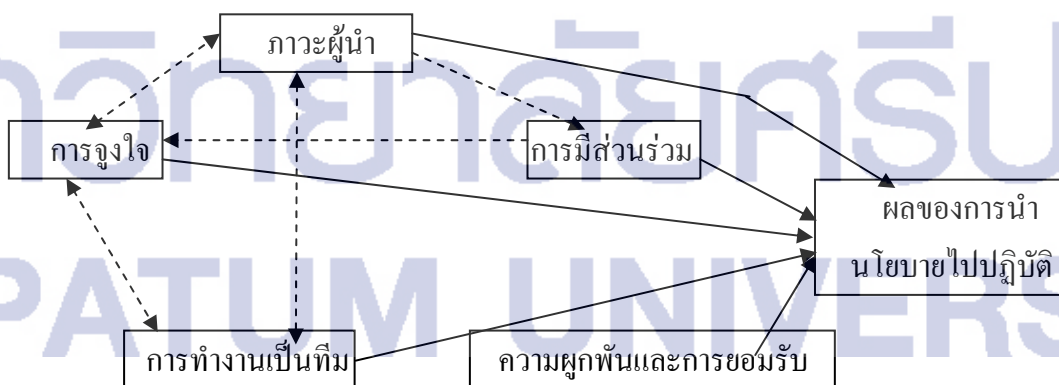 ภาวะผู้นำ
าวิทยาลัยศรีป
การจูงใจ
การมีส่วนร่วม
ผลของการนำ
นโยบายไปปฏิบัติ
PATUM UNIVERS
การทำงานเป็นทีม
ความผูกพันและการยอมรับ